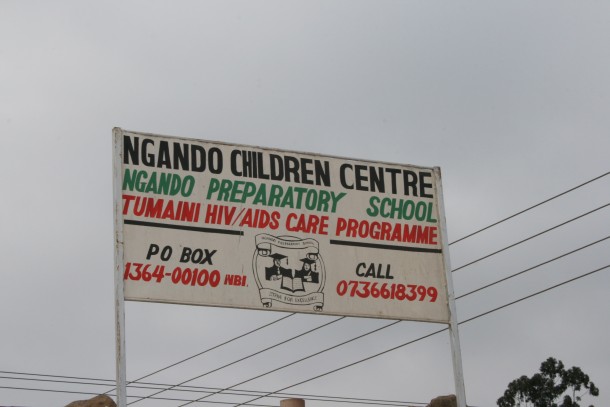 NGANDO CHILDREN CENTRE
NGANDO PREPARATORY SCHOOL
TUMAINI HIV/AIDS CARE PROGRAMME
PO BOX
1364-00100 NBI.
CALL
0736618399